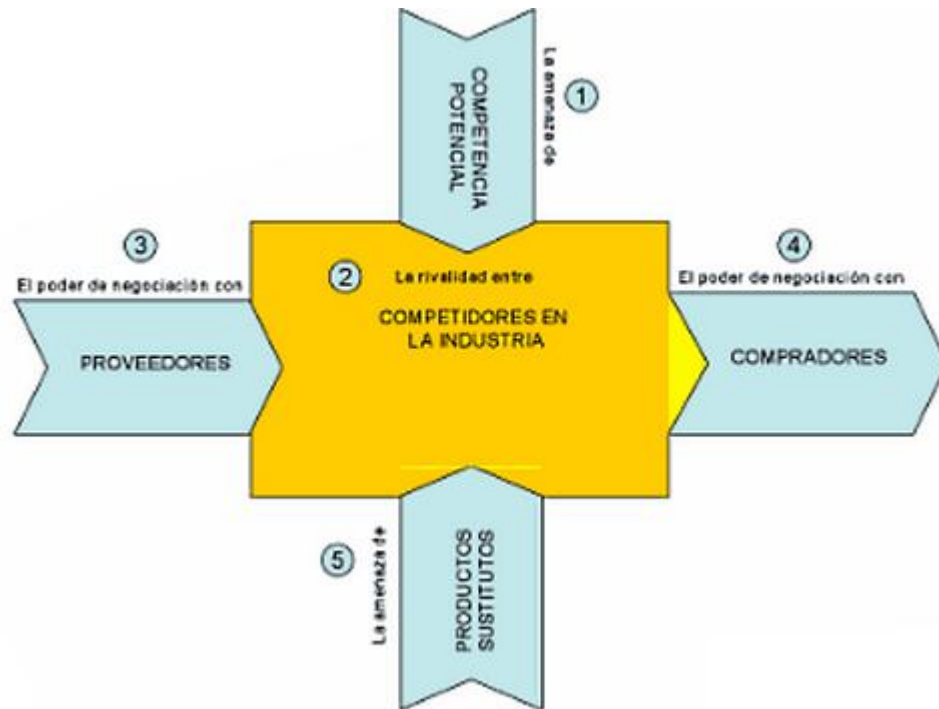 La amenaza de
1
COMPETENCIA
POTENCIAL
3
El poder de negociación con
PROVEEDORES
2
La rivalidad entre
COMPETIDORES EN
LA INDUSTRIA
4
El poder de negociación con
COMPRADORES
5
La amenaza de
PRODUCTOS
SUSTITUTOS